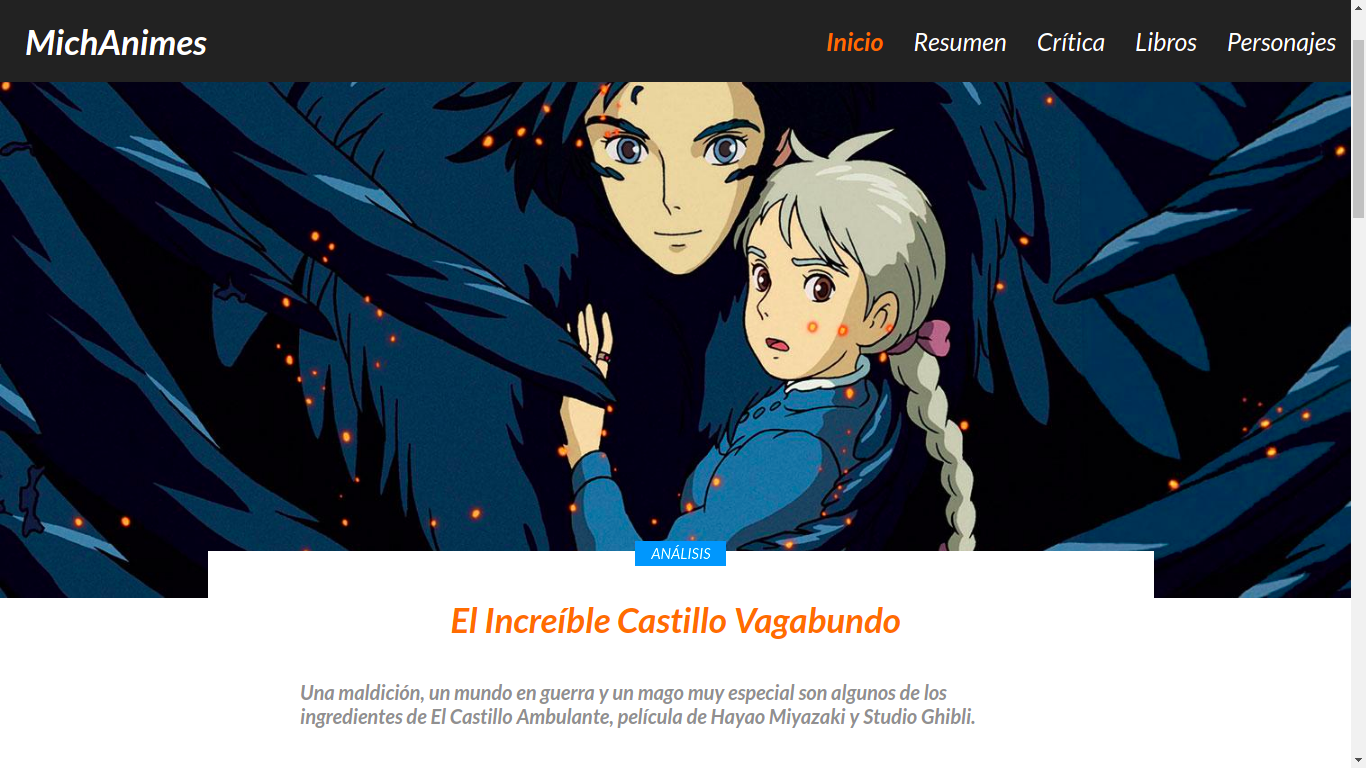 MichAnimes
Inicio Resumen Crítica Libros Personajes
ANÁLISIS
El Increíble Castillo Vagabundo
Una maldición, un mundo en guerra y un mago muy especial son algunos de los
ingredientes de El Castillo Ambulante, película de Hayao Miyazaki y Studio Ghibli.